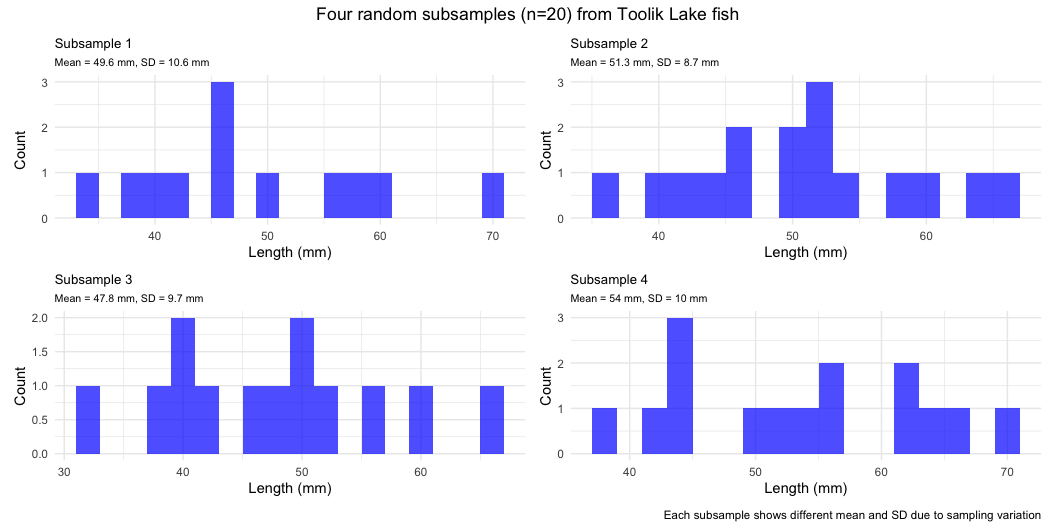 Four random subsamples (n=20) from Toolik Lake fish
Subsample 1
Mean = 49.6 mm, SD = 10.6 mm
Count
3
2
1
0
40
50
60
70
Length (mm)
Subsample 2
Mean = 51.3 mm, SD = 8.7 mm
Count
3
2
1
0
40
50
60
Length (mm)
Subsample 3
Mean = 47.8 mm, SD = 9.7 mm
Count
2.0
1.5
1.0
0.5
0.0
30
40
50
60
Length (mm)
Subsample 4
Mean = 54 mm, SD = 10 mm
Count
3
2
1
0
40
50
60
70
Length (mm)
Each subsample shows different mean and SD due to sampling variation